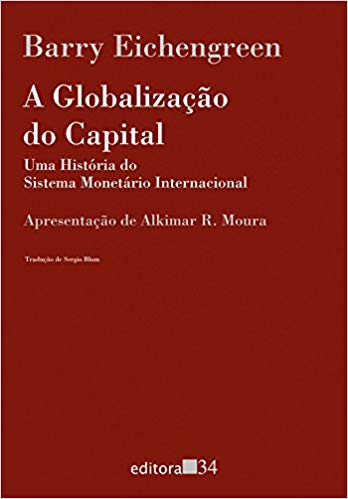 Barry Eichengreen
A Globalização
do Capital
Uma História do
Sistema Monetário Internacional
Apresentação de Alkimar R. Moura
Tradução de Sergio Blum
editora 34